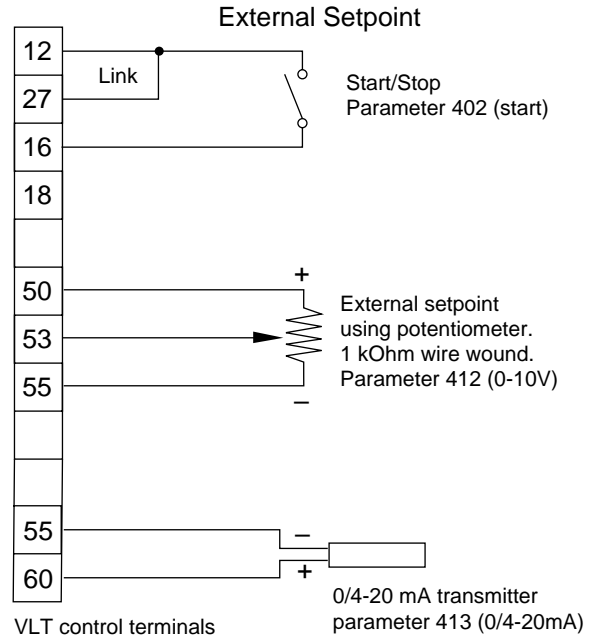 External Setpoint
12
Link
27
16
18
Start/Stop
Parameter 402 (start)
50
53
55
+
–
External setpoint
using potentiometer.
1 kOhm wire wound.
Parameter 412 (0-10V)
55
60
–
+
0/4-20 mA transmitter
parameter 413 (0/4-20mA)
VLT control terminals